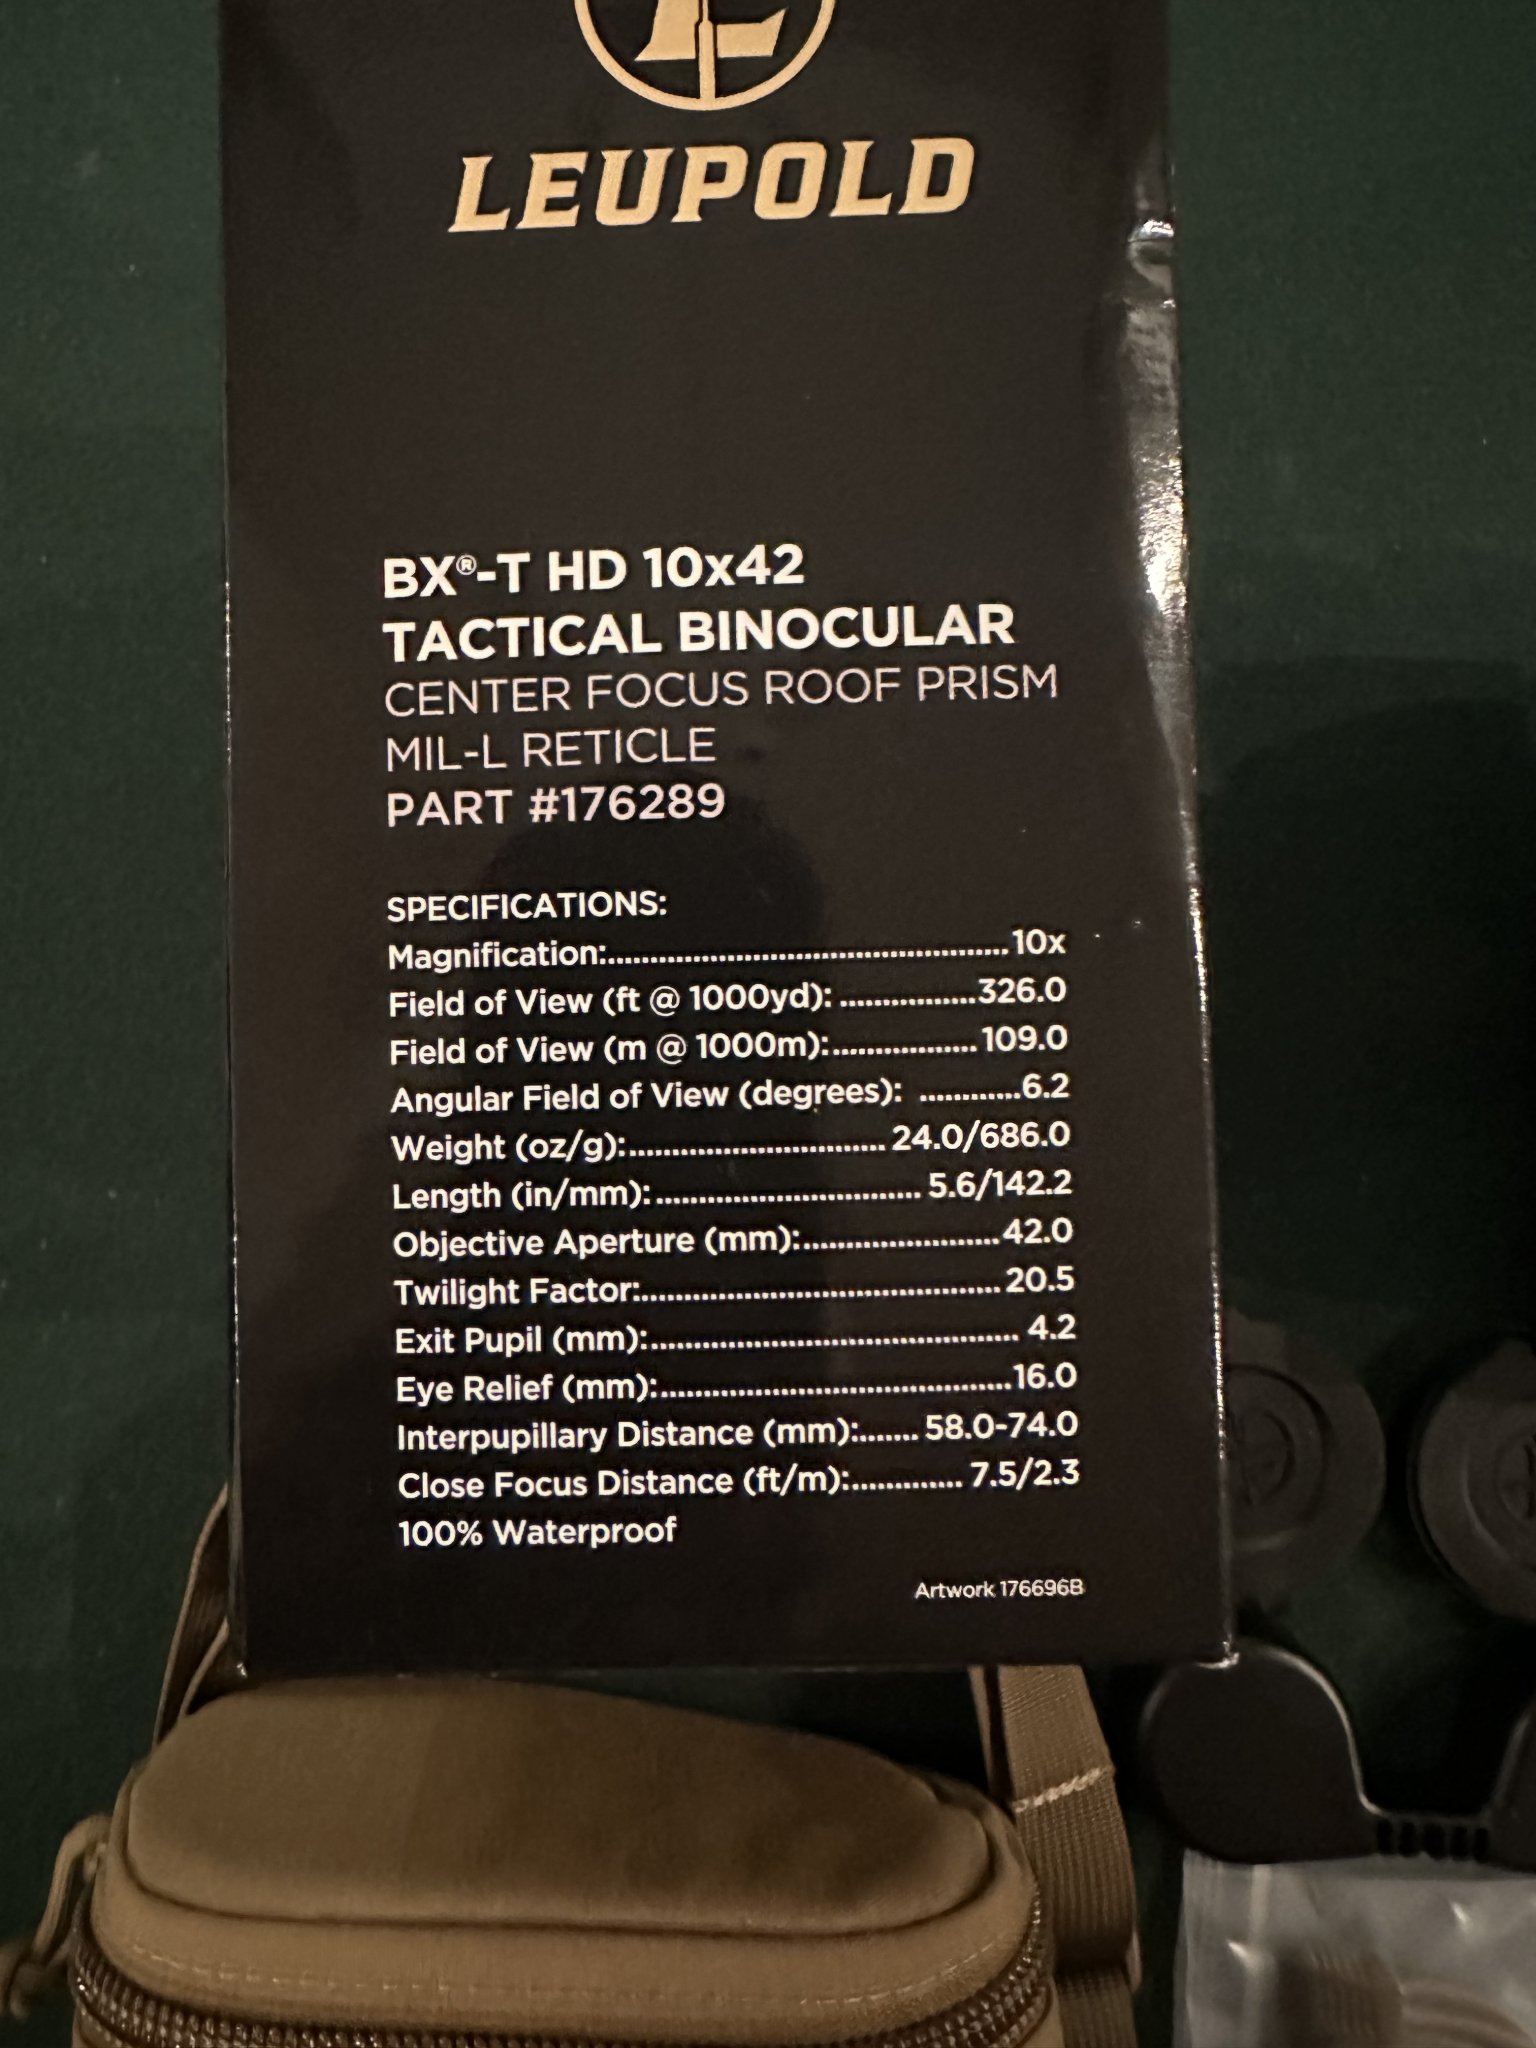 LEUPOLD
BX®-T HD 10x42
TACTICAL BINOCULAR
CENTER FOCUS ROOF PRISM
MIL-L RETICLE
PART #176289
SPECIFICATIONS:
Magnification:..........10x
Field of View (ft @ 1000yd): ..........326.0
Field of View (m @ 1000m):..........109.0
Angular Field of View (degrees): ..........6.2
Weight (oz/g):..........24.0/686.0
Length (in/mm):..........5.6/142.2
Objective Aperture (mm):..........42.0
Twilight Factor:..........20.5
Exit Pupil (mm):..........4.2
Eye Relief (mm):..........16.0
Interpupillary Distance (mm):.......58.0-74.0
Close Focus Distance (ft/m):..........7.5/2.3
100% Waterproof
Artwork 176696B